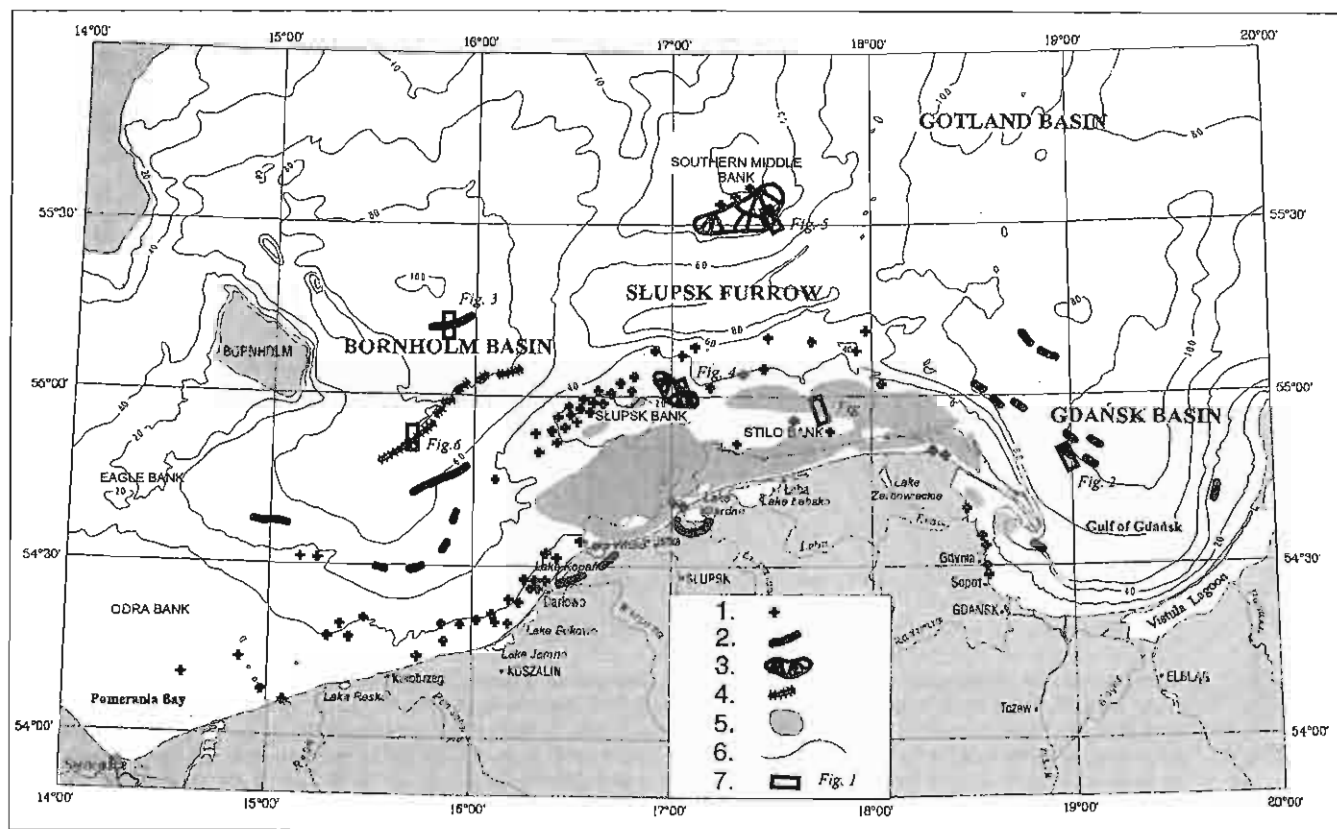 14°00'
15°00'
16°00'
17°00'
18°00'
19°00'
20°00'
GOTLAND BASIN
SOUTHERN MIDDLE
BANK
55°30'
55°30'
Fig. 5
SŁUPSK FURROW
Fig. 3
BORNHOLM BASIN
BORNHOLM
Fig. 4
56°00'
55°00'
SŁUPSK BANK
STILO BANK
Fig.
GDAŃSK BASIN
Fig.6
EAGLE BANK
Fig. 2
Lake
Żarnowieckie
Łeba
Lake Łebsko
Lake
Gardno
Gulf of Gdańsk
54°30'
54°30'
Lake Kopań
Łeba
Gdynia
Sopot
GDAŃSK
SŁUPSK
Darłowo
ODRA BANK
Vistula Lagoon
Lake Bukowo
Lake Jamno
KOSZALIN
Kołobrzeg
Lake Resko
ELBLĄG
Pomerania Bay
Tczew
54°00'
54°00'
1.
2.
3.
4.
5.
6.
7. Fig. 1
14°00'
15°00'
16°00'
17°00'
18°00'
19°00'
20°00'